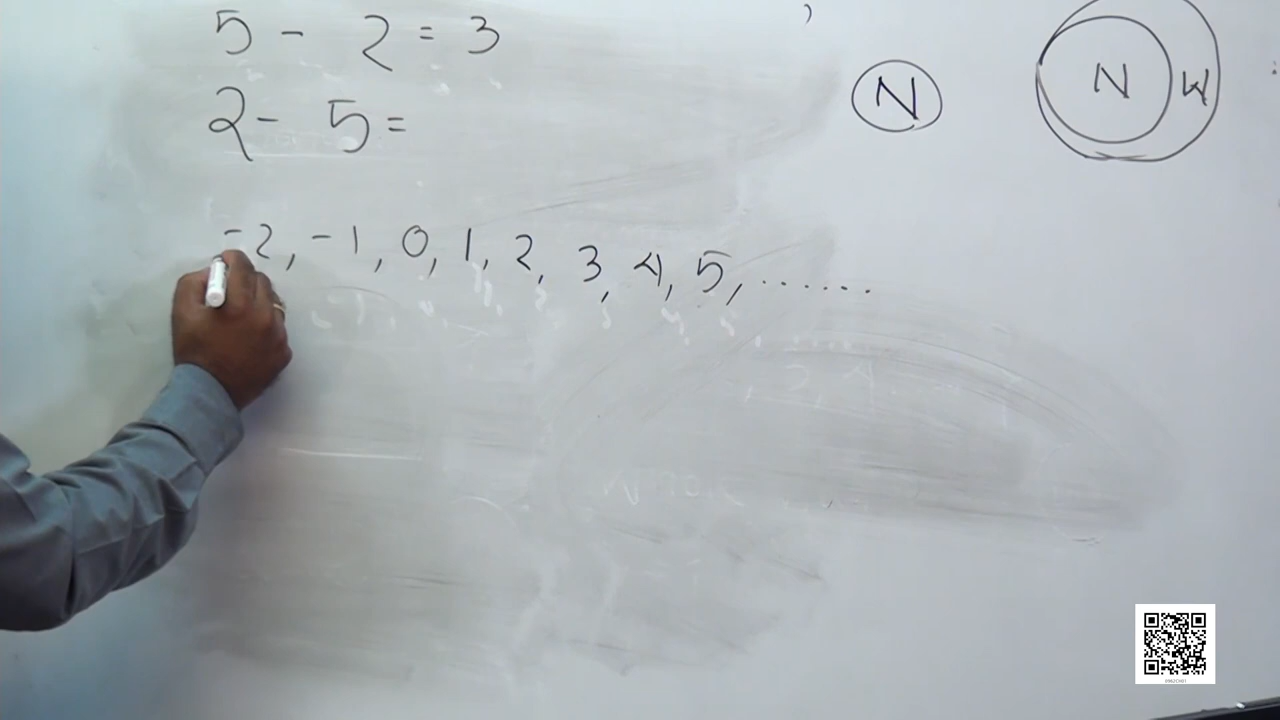 5 - 2 = 3
2 - 5 =
N
N W
-2, -1, 0, 1, 2, 3, 4, 5, .......